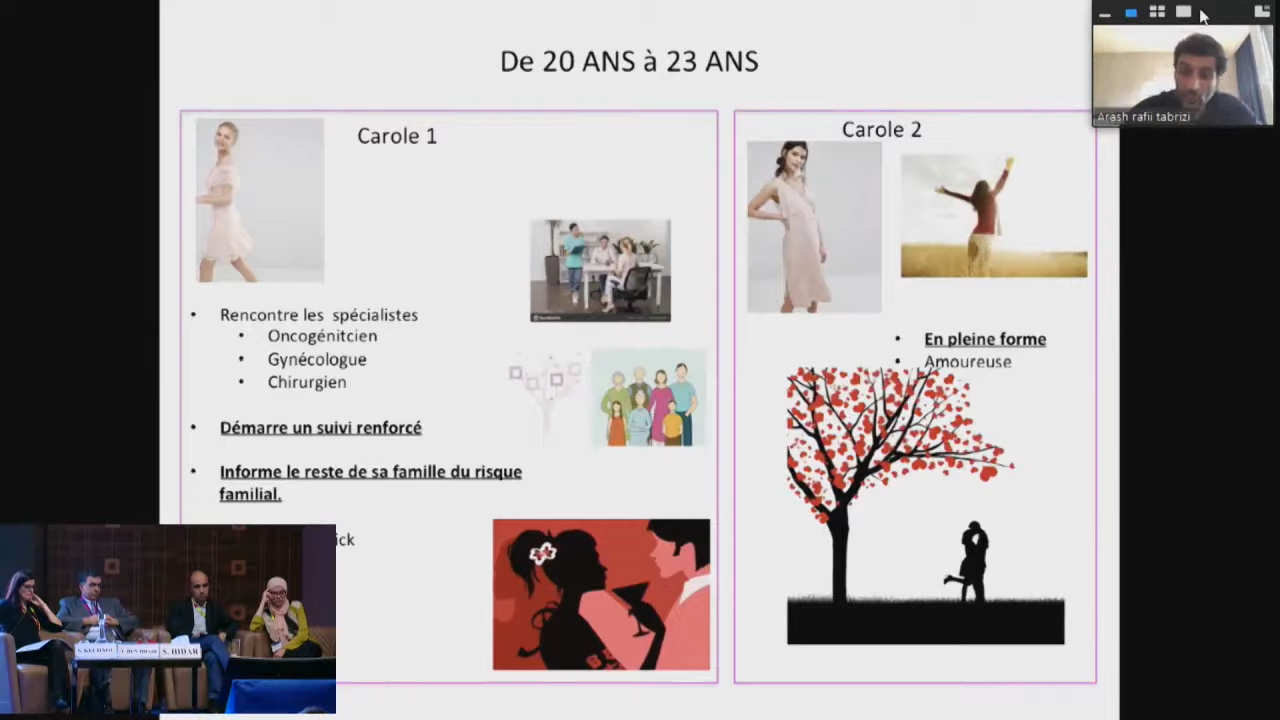 De 20 ANS à 23 ANS
Arash rafii tabrizi
Carole 1
Rencontre les spécialistes
Oncogénitcien
Gynécologue
Chirurgien
Démarre un suivi renforcé
Informe le reste de sa famille du risque
familial.
ick
Carole 2
En pleine forme
Amoureuse
S. HIDAR